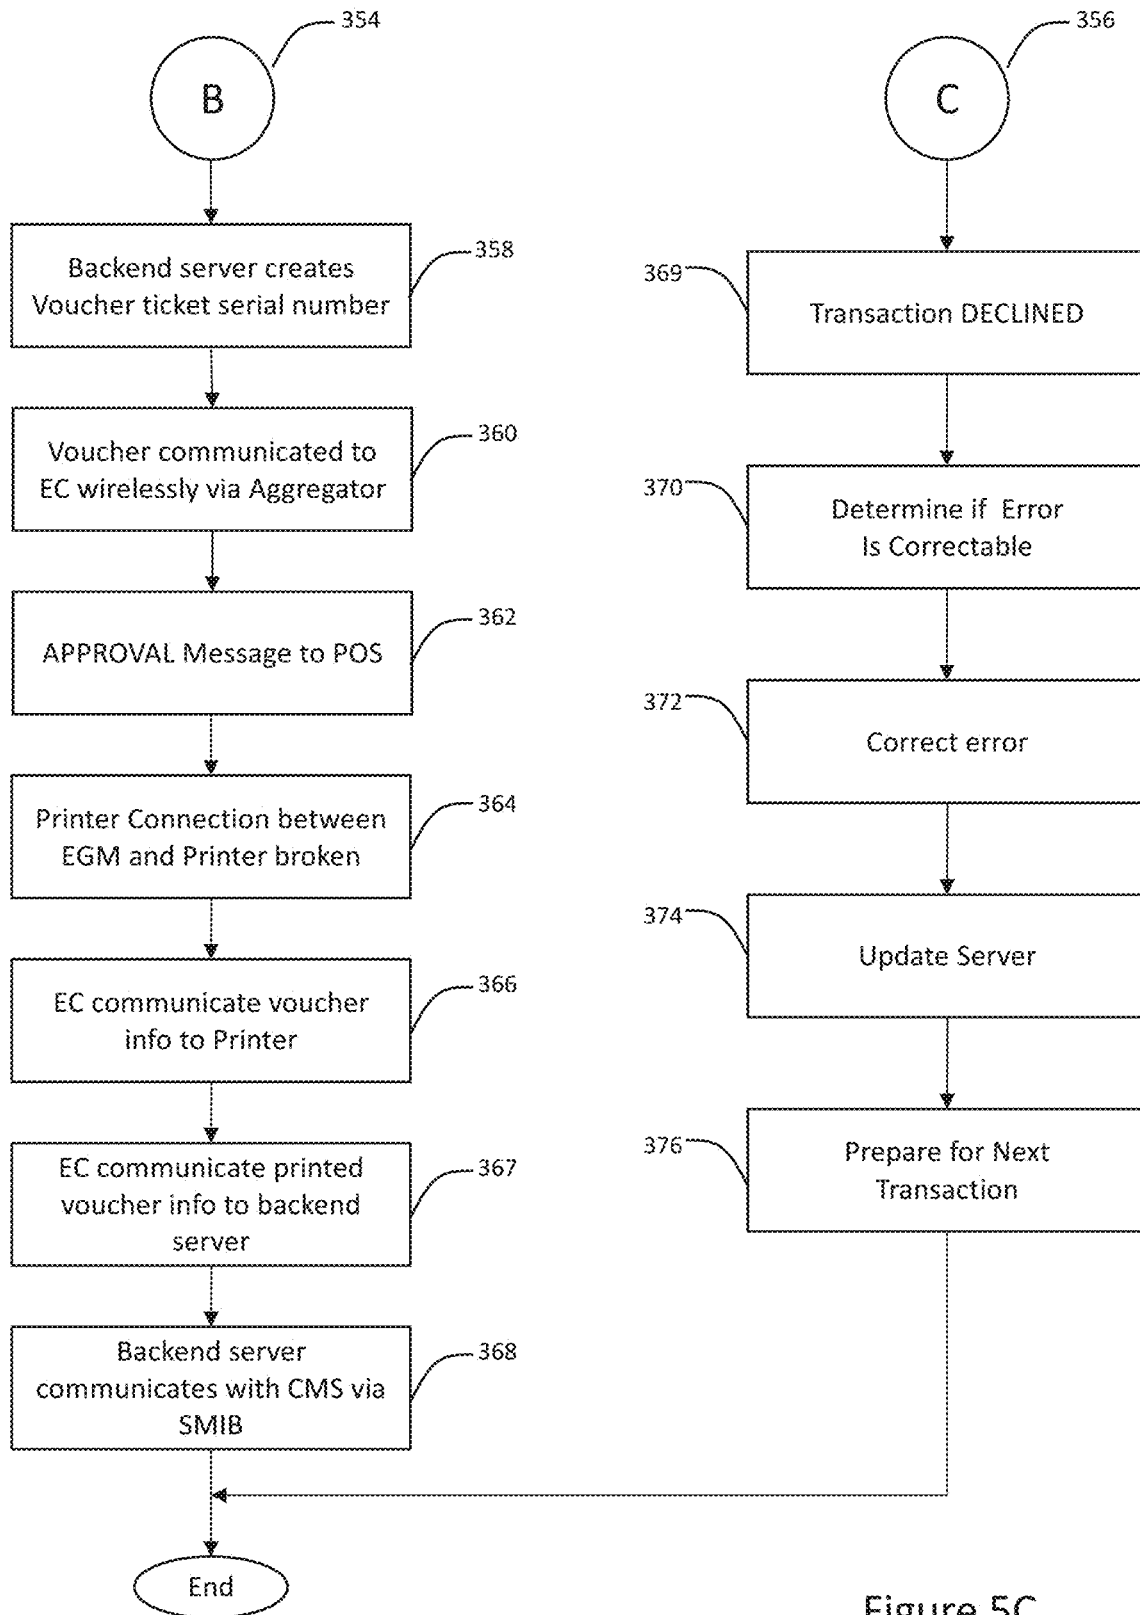 354
B
358
Backend server creates
Voucher ticket serial number
360
Voucher communicated to
EC wirelessly via Aggregator
362
APPROVAL Message to POS
364
Printer Connection between
EGM and Printer broken
366
EC communicate voucher
info to Printer
367
EC communicate printed
voucher info to backend
server
368
Backend server
communicates with CMS via
SMIB
End
356
C
369
Transaction DECLINED
370
Determine if Error
Is Correctable
372
Correct error
374
Update Server
376
Prepare for Next
Transaction
Figure 5C